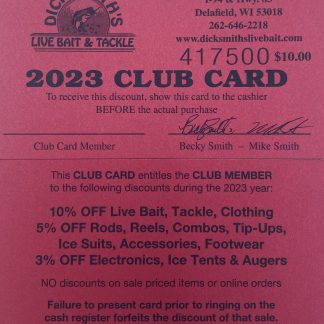 DICK SMITH'S
LIVE BAIT & TACKLE
Delafield, WI 53018
262-646-2218
www.dicksmithslivebait.com
417500 $10.00
2023 CLUB CARD
To receive this discount, show this card to the cashier
BEFORE the actual purchase
Club Card Member
Becky Smith – Mike Smith
This CLUB CARD entitles the CLUB MEMBER
to the following discounts during the 2023 year:
10% OFF Live Bait, Tackle, Clothing
5% OFF Rods, Reels, Combos, Tip-Ups,
Ice Suits, Accessories, Footwear
3% OFF Electronics, Ice Tents & Augers
NO discounts on sale priced items or online orders
Failure to present card prior to ringing on the
cash register forfeits the discount of that sale.